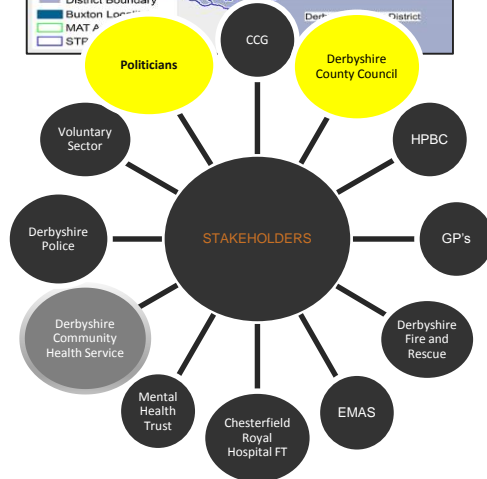 District Boundary
Buxton Locati
MAT A
STP
Derb
District
CCG
Politicians
Derbyshire
County Council
Voluntary
Sector
HPBC
Derbyshire
Police
STAKEHOLDERS
GP's
Derbyshire
Community
Health Service
Derbyshire
Fire and
Rescue
Mental
Health
Trust
EMAS
Chesterfield
Royal
Hospital FT